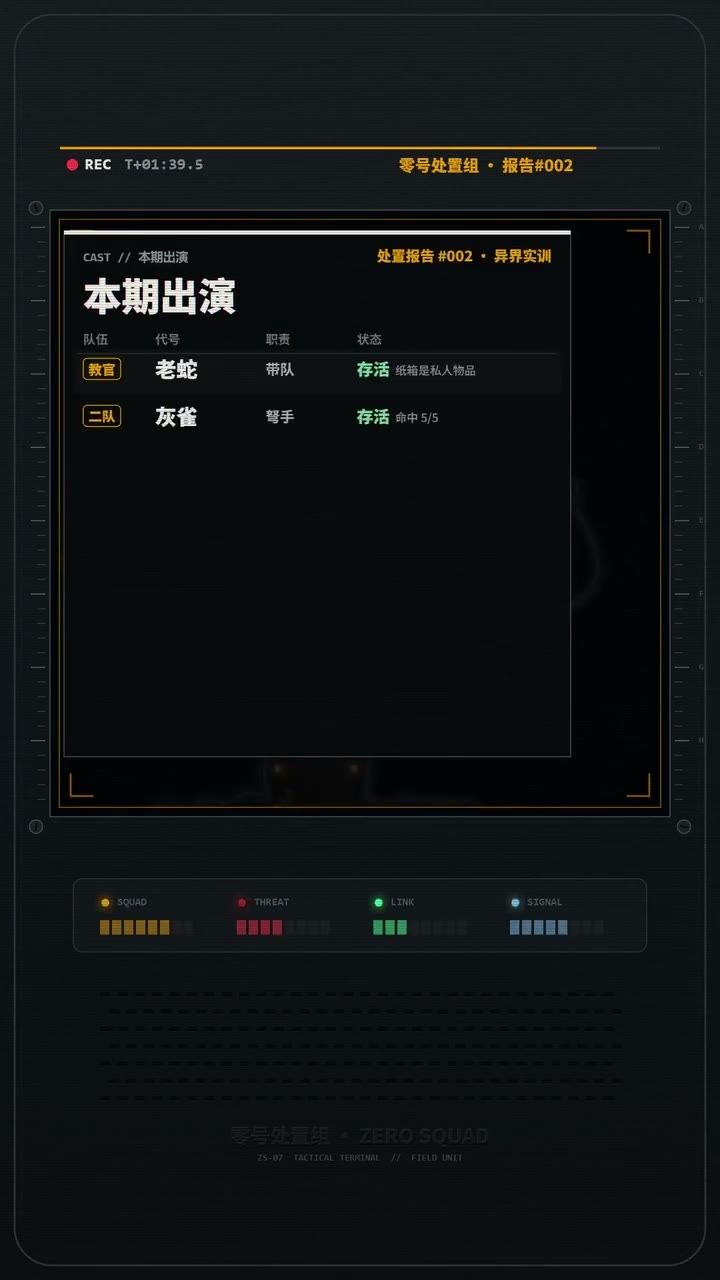 REC T+01:39.5 零号处置组 • 报告#002
CAST // 本期出演 处置报告 #002 • 异界实训
本期出演
队伍 代号 职责 状态
教官 老蛇 带队 存活 纸箱是私人物品
二队 灰雀 弩手 存活 命中 5/5
A
B
C
D
E
F
G
H
SQUAD THREAT LINK SIGNAL
零号处置组 • ZERO SQUAD
ZS-07 TACTICAL TERMINAL // FIELD UNIT